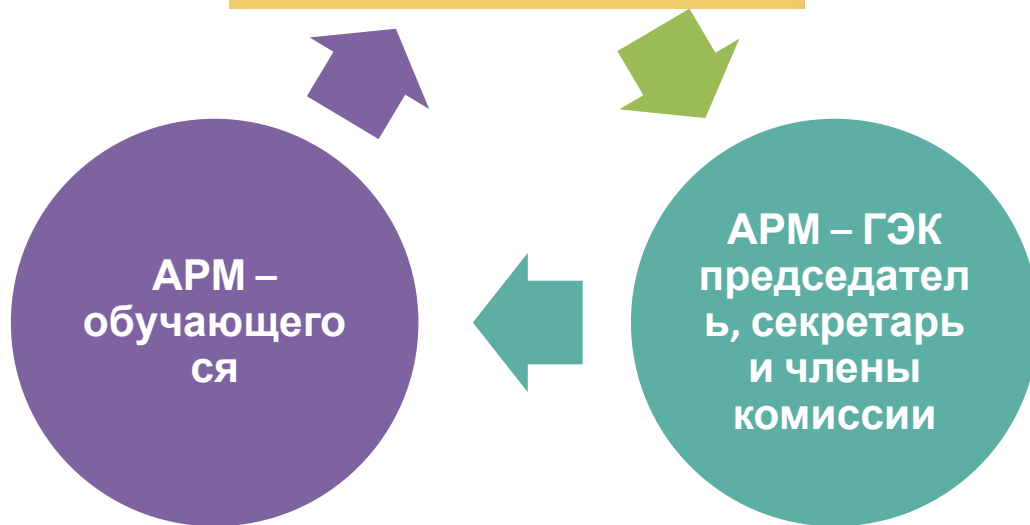 АРМ –
обучающего
ся
АРМ – ГЭК
председател
ь, секретарь
и члены
комиссии